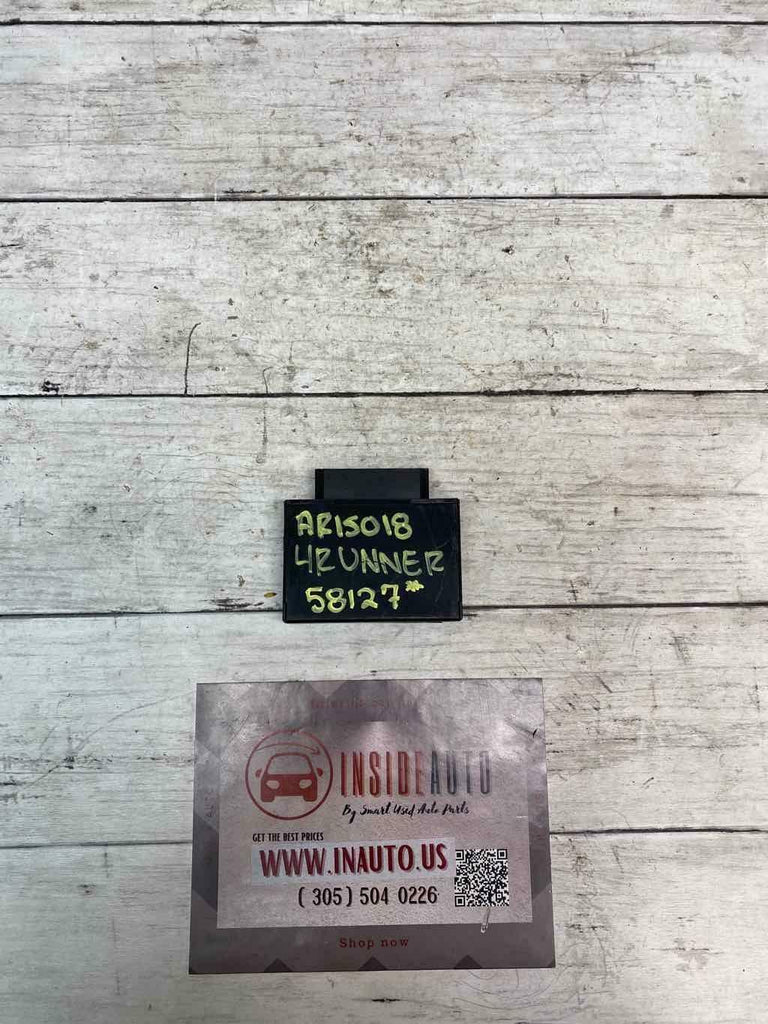 AR15018
4RUNNER
58127*
INSIDEAUTO
By Smart Used Auto Parts
GET THE BEST PRICES
WWW.INAUTO.US
(305) 504 0226
Shop now